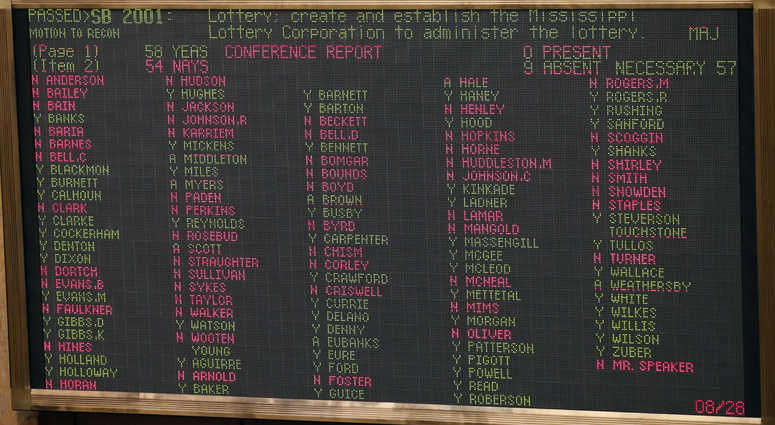 PASSED>SB 2001: Lottery; create and establish the Mississippi
MOTION TO RECON Lottery Corporation to administer the lottery. MAJ
(Page 1) 58 YEAS CONFERENCE REPORT 0 PRESENT
(Item 2) 54 NAYS 9 ABSENT NECESSARY 57
N ANDERSON
N BAILEY
N BAIN
Y BANKS
N BARIA
N BARNES
N BELL,C
Y BLACKMON
Y BURNETT
Y CALHOUN
N CLARK
Y CLARKE
Y COCKERHAM
Y DENTON
Y DIXON
N DORTCH
N EVANS,B
Y EVANS,M
N FAULKNER
Y GIBBS,D
Y GIBBS,K
N HINES
Y HOLLAND
Y HOLLOWAY
N HORAN
N HUDSON
Y HUGHES
N JACKSON
N JOHNSON,R
N KARRIEM
Y MICKENS
A MIDDLETON
Y MILES
A MYERS
N PADEN
N PERKINS
Y REYNOLDS
N ROSEBUD
A SCOTT
N STRAUGHTER
N SULLIVAN
N SYKES
N TAYLOR
N WALKER
Y WATSON
N WOOTEN
YOUNG
Y AGUIRRE
N ARNOLD
Y BAKER
Y BARNETT
Y BARTON
N BECKETT
N BELL,D
Y BENNETT
N BOMGAR
N BOUNDS
N BOYD
A BROWN
Y BUSBY
N BYRD
Y CARPENTER
N CHISM
N CORLEY
Y CRAWFORD
N CRISWELL
Y CURRIE
Y DELANO
Y DENNY
A EUBANKS
Y EURE
Y FORD
N FOSTER
Y GUICE
A HALE
Y HANEY
N HENLEY
Y HOOD
N HOPKINS
N HORNE
N HUDDLESTON,M
N JOHNSON,C
Y KINKADE
Y LADNER
N LAMAR
N MANGOLD
Y MASSENGILL
Y MCGEE
Y MCLEOD
N MCNEAL
Y METTETAL
N MIMS
Y MORGAN
N OLIVER
Y PATTERSON
Y PIGOTT
Y POWELL
Y READ
Y ROBERSON
N ROGERS,M
Y ROGERS,R
Y RUSHING
Y SANFORD
N SCOGGIN
Y SHANKS
N SHIRLEY
N SMITH
N SNOWDEN
N STAPLES
Y STEVERSON
TOUCHSTONE
Y TULLOS
N TURNER
Y WALLACE
A WEATHERSBY
Y WHITE
Y WILKES
Y WILLIS
Y WILSON
Y ZUBER
N MR. SPEAKER
08/28